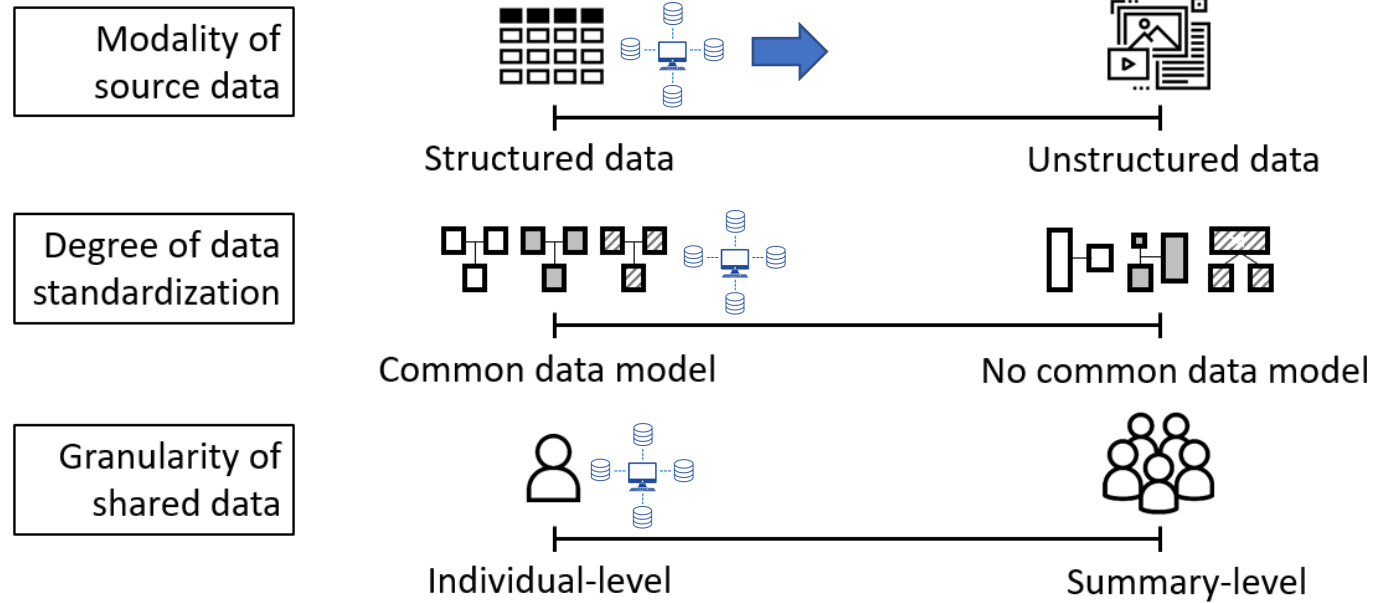 Modality of
source data
Structured data
Unstructured data
Degree of data
standardization
Common data model
No common data model
Granularity of
shared data
Individual-level
Summary-level